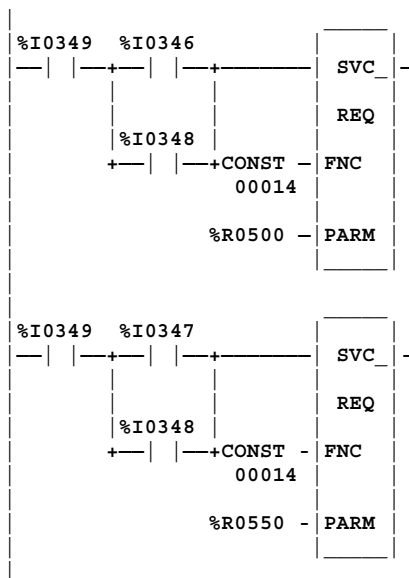 %I0349 %I0346
SVC_
REQ
%I0348
CONST FNC
00014
%R0500 PARM
%I0349 %I0347
SVC_
REQ
%I0348
CONST - FNC
00014
%R0550 - PARM